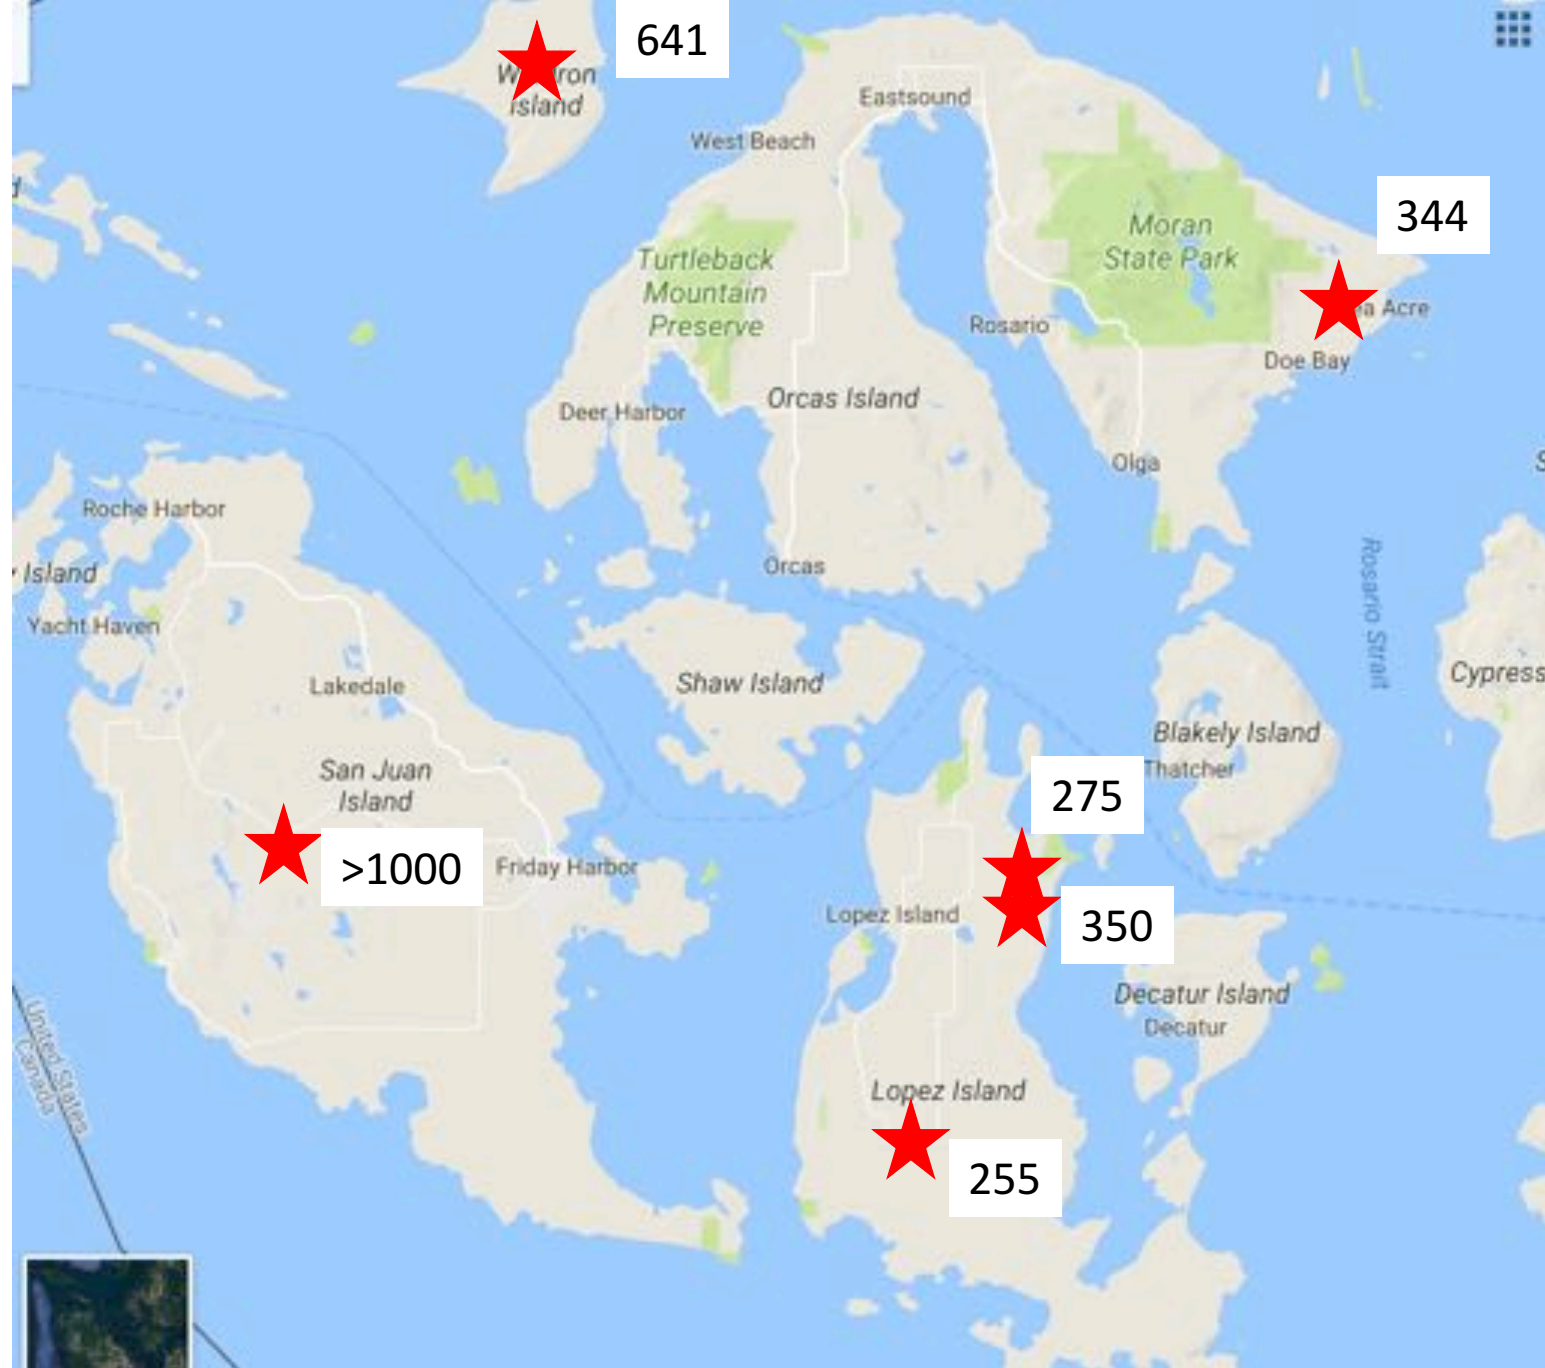 641
Island
Eastsound
West Beach
344
Moran
State Park
Turtleback
Mountain
Preserve
Acre
Rosario
Doe Bay
Orcas Island
Deer Harbor
Olga
Roche Harbor
Orcas
Island
Rosario Strait
Yacht Haven
Lakedale
Shaw Island
Cypress
Blakely Island
Thatcher
San Juan
Island
275
>1000
Friday Harbor
Lopez Island
350
Decatur Island
Decatur
United States
Canada
Lopez Island
255